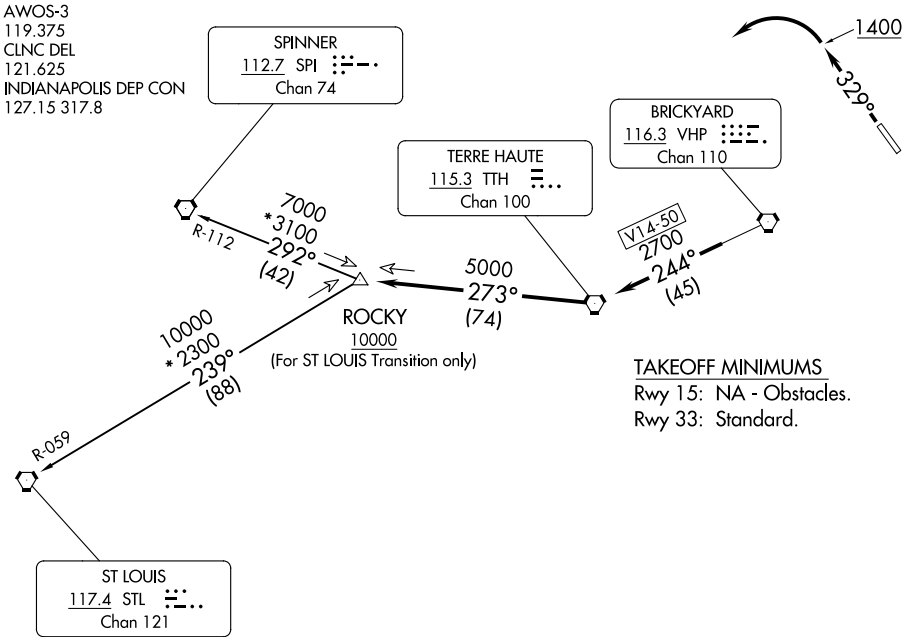 AWOS-3
119.375
CLNC DEL
121.625
INDIANAPOLIS DEP CON
127.15 317.8
SPINNER
112.7 SPI
Chan 74
1400
329°
BRICKYARD
116.3 VHP
Chan 110
TERRE HAUTE
115.3 TTH
Chan 100
V14-50
2700
244°
(45)
7000
*3100
292°
(42)
R-112
5000
273°
(74)
ROCKY
10000
(For ST LOUIS Transition only)
10000
*2300
239°
(88)
R-059
TAKEOFF MINIMUMS
Rwy 15: NA - Obstacles.
Rwy 33: Standard.
ST LOUIS
117.4 STL
Chan 121